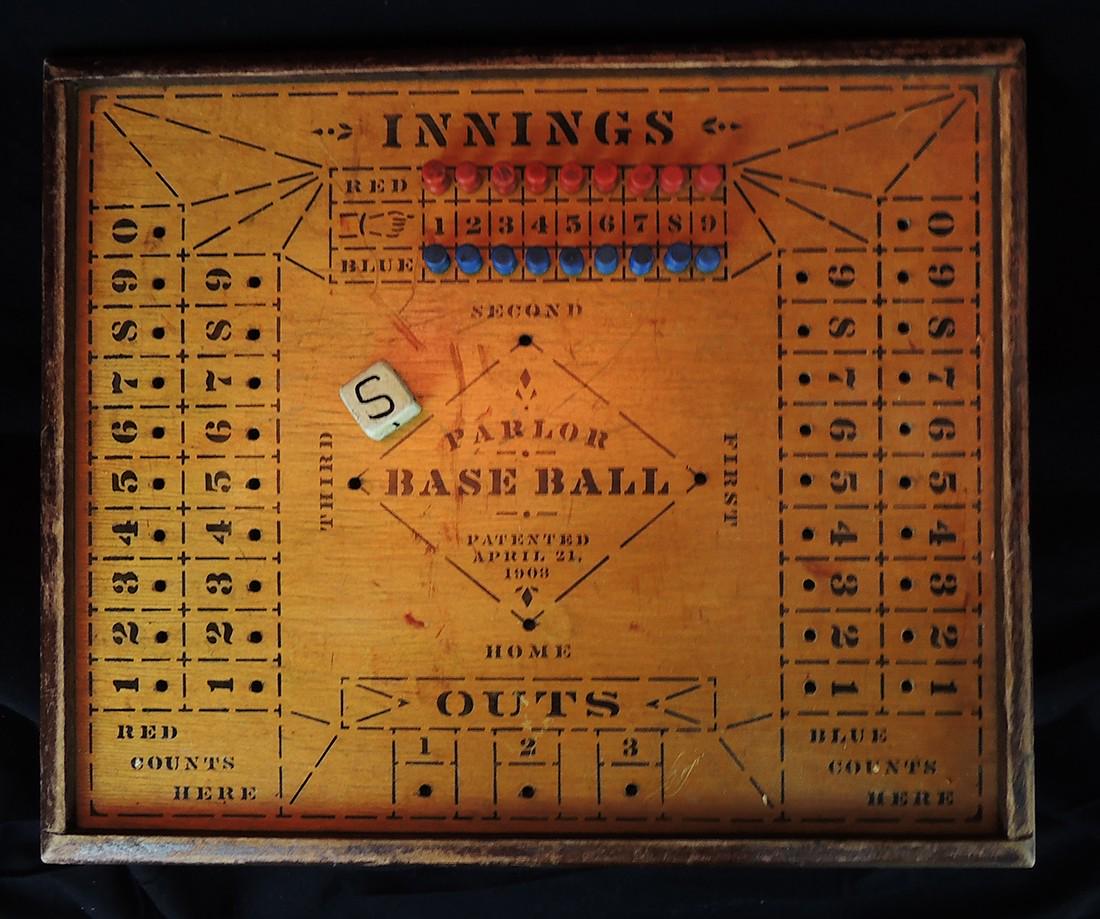 INNINGS
RED
1 2 3 4 5 6 7 8 9
BLUE
SECOND
S
PARLOR
BASE BALL
PATENTED
APRIL 21,
1903
THIRD
FIRST
HOME
OUTS
1 2 3
0
9 9
8 8
7 7
6 6
5 5
4 4
3 3
2 2
1 1
RED
COUNTS
HERE
0
9 9
8 8
7 7
6 6
5 5
4 4
3 3
2 2
1 1
BLUE
COUNTS
HERE